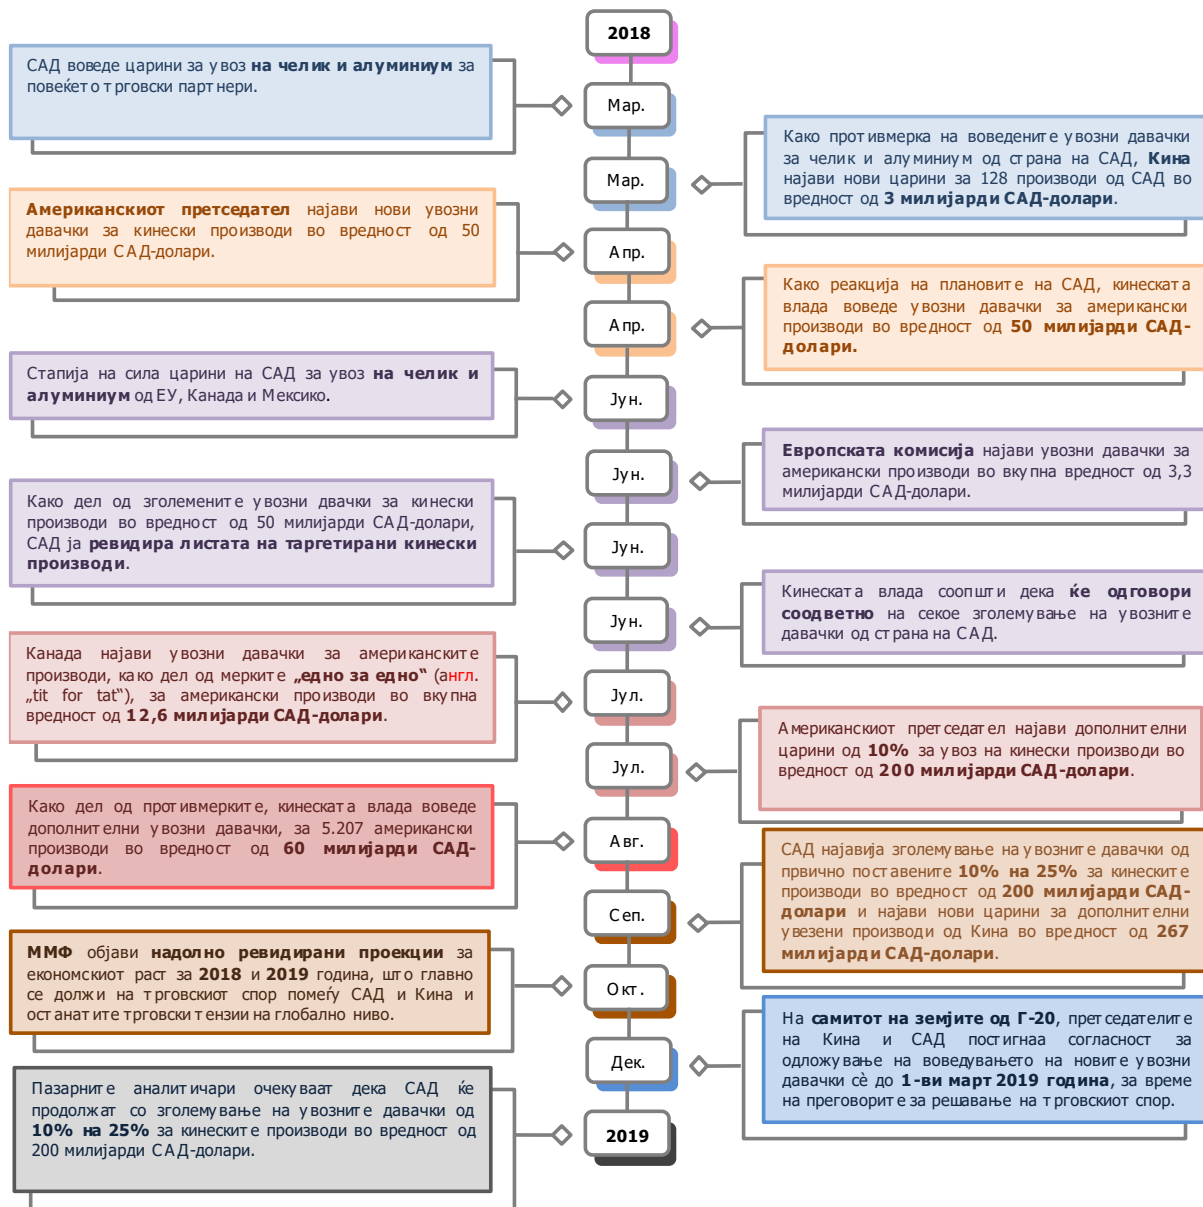 2018
САД воведе царини за увоз на челик и алуминиум за
повеќето трговски партнери.
Мар.
Мар.
Како противмерка на воведените увозни давачки
за челик и алуминиум од страна на САД, Кина
најави нови царини за 128 производи од САД во
вредност од 3 милијарди САД-долари.
Американскиот претседател најави нови увозни
давачки за кинески производи во вредност од 50
милијарди САД-долари.
Апр.
Апр.
Како реакција на плановите на САД, кинеската
влада воведе увозни давачки за американски
производи во вредност од 50 милијарди САД-
долари.
Стапија на сила царини на САД за увоз на челик и
алуминиум од ЕУ, Канада и Мексико.
Јун.
Јун.
Европската комисија најави увозни давачки за
американски производи во вкупна вредност од 3,3
милијарди САД-долари.
Како дел од зголемените увозни двачки за кинески
производи во вредност од 50 милијарди САД-долари,
САД ја ревидира листата на таргетирани кинески
производи.
Јун.
Јун.
Кинеската влада соопшти дека ќе одговори
соодветно на секое зголемување на увозните
давачки од страна на САД.
Канада најави увозни давачки за американските
производи, како дел од мерките „едно за едно“ (англ.
„tit for tat“), за американски производи во вкупна
вредност од 12,6 милијарди САД-долари.
Јул.
Јул.
Американскиот претседател најави дополнителни
царини од 10% за увоз на кинески производи во
вредност од 200 милијарди САД-долари.
Како дел од противмерките, кинеската влада воведе
дополнителни увозни давачки, за 5.207 американски
производи во вредност од 60 милијарди САД-
долари.
Авг.
Сеп.
САД најавија зголемување на увозните давачки од
првично поставените 10% на 25% за кинеските
производи во вредност од 200 милијарди САД-
долари и најави нови царини за дополнителни
увезени производи од Кина во вредност од 267
милијарди САД-долари.
ММФ објави надолно ревидирани проекции за
економскиот раст за 2018 и 2019 година, што главно
се должи на трговскиот спор помеѓу САД и Кина и
останатите трговски тензии на глобално ниво.
Окт.
Дек.
На самитот на земјите од Г-20, претседателите
на Кина и САД постигнаа согласност за
одложување на воведувањето на новите увозни
давачки сѐ до 1-ви март 2019 година, за време
на преговорите за решавање на трговскиот спор.
Пазарните аналитичари очекуваат дека САД ќе
продолжат со зголемување на увозните давачки од
10% на 25% за кинеските производи во вредност од
200 милијарди САД-долари.
2019